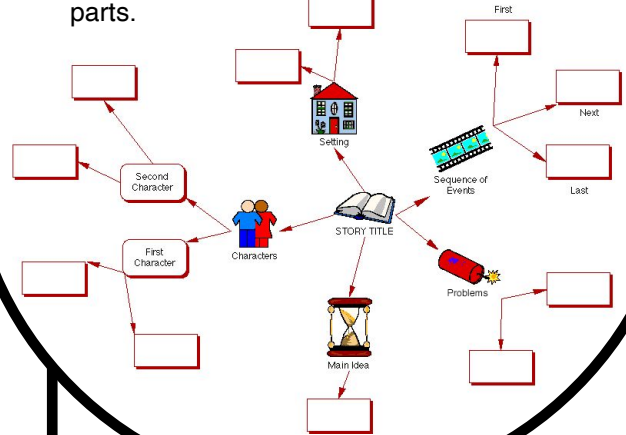 parts.
First
Next
Last
Setting
Sequence of
Events
Second
Character
STORY TITLE
Characters
First
Character
Problems
Main Idea